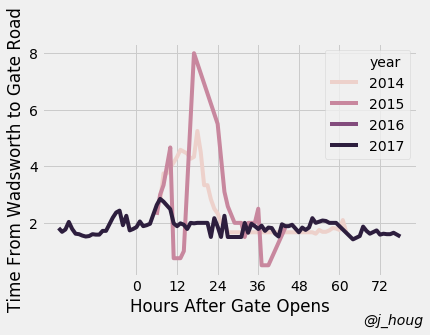 Time From Wadsworth to Gate Road
8
6
4
2
year
2014
2015
2016
2017
0 12 24 36 48 60 72
Hours After Gate Opens
@j_houg